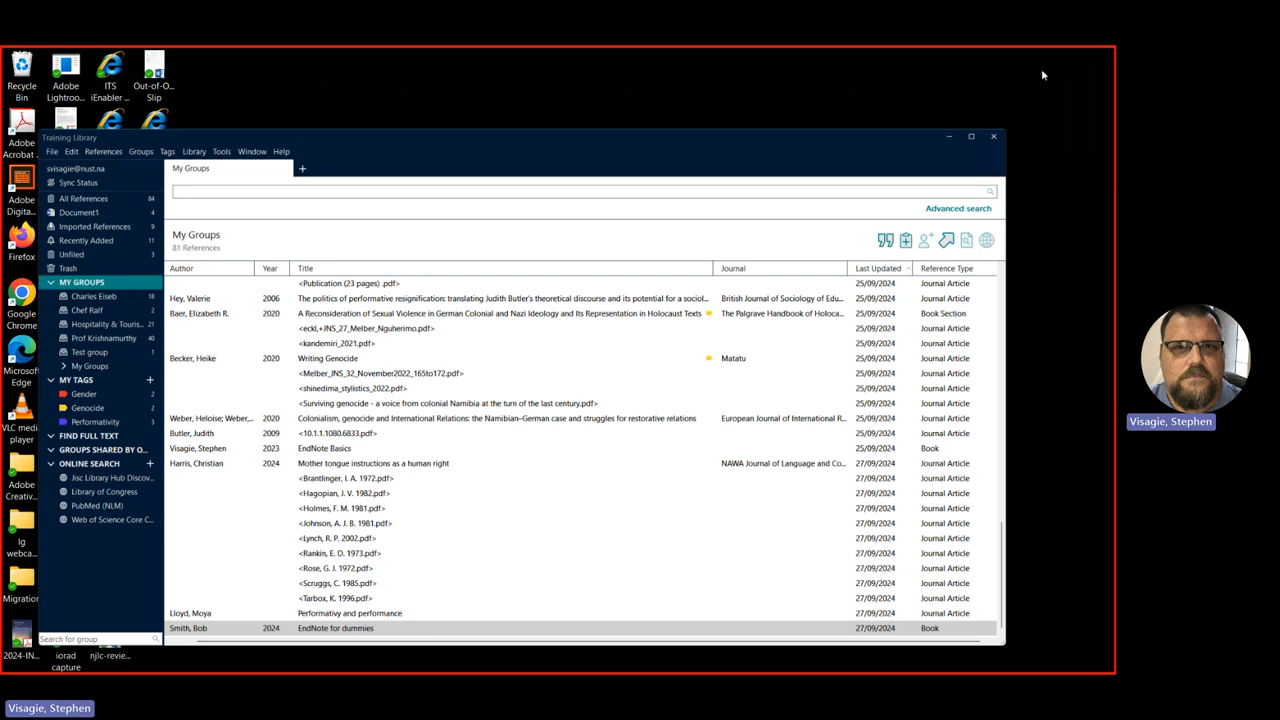 Recycle Bin
Adobe Lightroo...
ITS iEnabler ...
Out-of-O... Slip
Adobe Acrobat ...
Adobe Digita...
Firefox
Google Chrome
Microsoft Edge
VLC media player
Adobe Creativ...
lg webca...
Migration
2024-IN...
iorad capture
njlc-revie...
Training Library
File Edit References Groups Tags Library Tools Window Help
svisagie@nust.na
Sync Status
All References 84
Document1 4
Imported References 9
Recently Added 11
Unfiled 3
Trash
MY GROUPS
Charles Eiseb 18
Chef Ralf 2
Hospitality & Touris... 21
Prof Krishnamurthy 40
Test group 1
My Groups
MY TAGS +
Gender 2
Genocide 2
Performativity 3
FIND FULL TEXT
GROUPS SHARED BY O...
ONLINE SEARCH +
Jisc Library Hub Discov...
Library of Congress
PubMed (NLM)
Web of Science Core C...
Search for group
My Groups +
Advanced search
My Groups
81 References
Author Year Title Journal Last Updated Reference Type
<Publication (23 pages) .pdf> 25/09/2024 Journal Article
Hey, Valerie 2006 The politics of performative resignification: translating Judith Butler's theoretical discourse and its potential for a sociol... British Journal of Sociology of Edu... 25/09/2024 Journal Article
Baer, Elizabeth R. 2020 A Reconsideration of Sexual Violence in German Colonial and Nazi Ideology and Its Representation in Holocaust Texts The Palgrave Handbook of Holoca... 25/09/2024 Book Section
<eckl,+JNS_27_Melber_Nguherimo.pdf> 25/09/2024 Journal Article
<kandemiri_2021.pdf> 25/09/2024 Journal Article
Becker, Heike 2020 Writing Genocide Matatu 25/09/2024 Journal Article
<Melber_JNS_32_November2022_165to172.pdf> 25/09/2024 Journal Article
<shinedima_stylistics_2022.pdf> 25/09/2024 Journal Article
<Surviving genocide - a voice from colonial Namibia at the turn of the last century.pdf> 25/09/2024 Journal Article
Weber, Heloise; Weber,... 2020 Colonialism, genocide and International Relations: the Namibian–German case and struggles for restorative relations European Journal of International R... 25/09/2024 Journal Article
Butler, Judith 2009 <10.1.1.1080.6833.pdf> 25/09/2024 Journal Article
Visagie, Stephen 2023 EndNote Basics 25/09/2024 Book
Harris, Christian 2024 Mother tongue instructions as a human right NAWA Journal of Language and Co... 27/09/2024 Journal Article
<Brantlinger, I. A. 1972.pdf> 27/09/2024 Journal Article
<Hagopian, J. V. 1982.pdf> 27/09/2024 Journal Article
<Holmes, F. M. 1981.pdf> 27/09/2024 Journal Article
<Johnson, A. J. B. 1981.pdf> 27/09/2024 Journal Article
<Lynch, R. P. 2002.pdf> 27/09/2024 Journal Article
<Rankin, E. D. 1973.pdf> 27/09/2024 Journal Article
<Rose, G. J. 1972.pdf> 27/09/2024 Journal Article
<Scruggs, C. 1985.pdf> 27/09/2024 Journal Article
<Tarbox, K. 1996.pdf> 27/09/2024 Journal Article
Lloyd, Moya Performativity and performance 27/09/2024 Journal Article
Smith, Bob 2024 EndNote for dummies 27/09/2024 Book
Visagie, Stephen
Visagie, Stephen